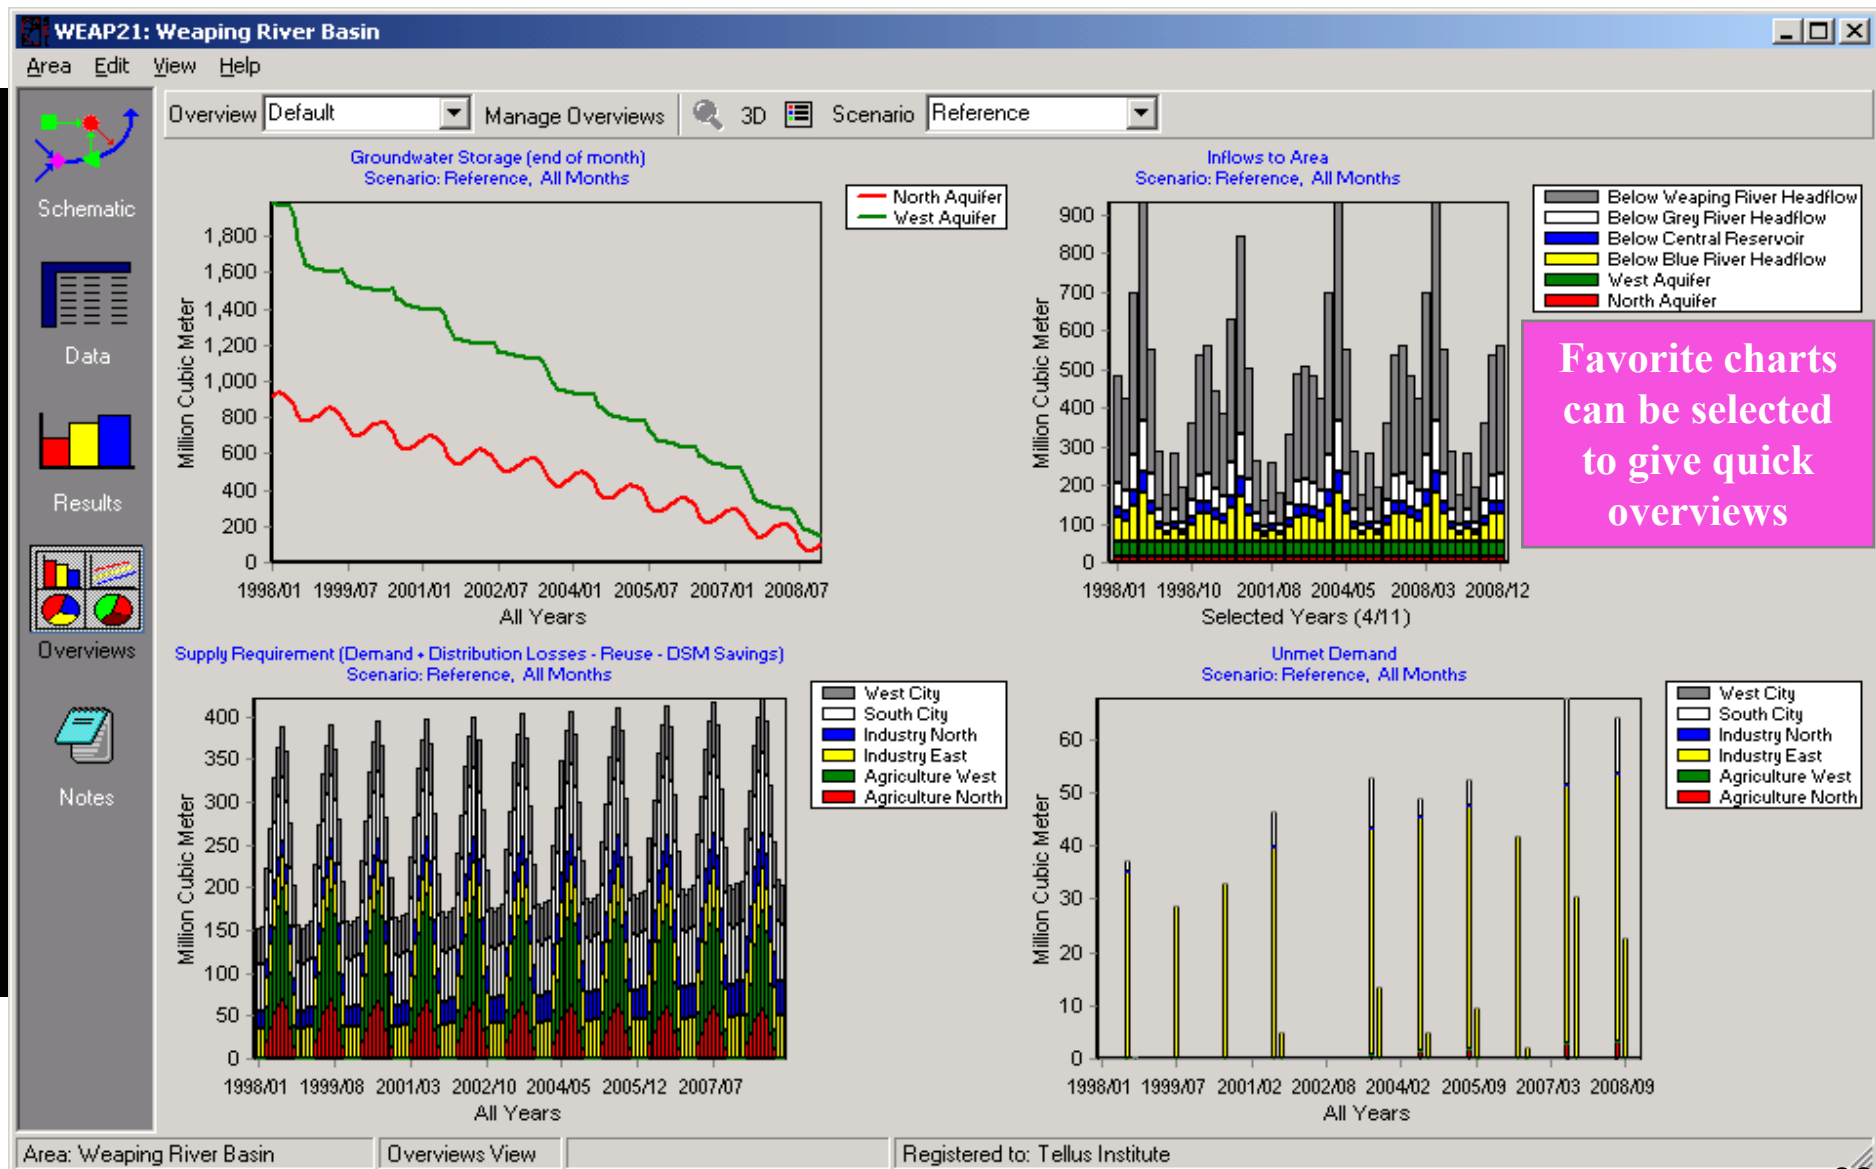 WEAP21: Weaping River Basin
Area Edit View Help
Overview Default Manage Overviews 3D Scenario Reference
Schematic
Data
Results
Overviews
Notes
Groundwater Storage (end of month)
Scenario: Reference, All Months
North Aquifer
West Aquifer
Million Cubic Meter
1,800
1,600
1,400
1,200
1,000
800
600
400
200
0
1998/01 1999/07 2001/01 2002/07 2004/01 2005/07 2007/01 2008/07
All Years
Inflows to Area
Scenario: Reference, All Months
Below Weaping River Headflow
Below Grey River Headflow
Below Central Reservoir
Below Blue River Headflow
West Aquifer
North Aquifer
Million Cubic Meter
900
800
700
600
500
400
300
200
100
0
1998/01 1998/10 2001/08 2004/05 2008/03 2008/12
Selected Years (4/11)
Favorite charts
can be selected
to give quick
overviews
Supply Requirement (Demand + Distribution Losses - Reuse - DSM Savings)
Scenario: Reference, All Months
West City
South City
Industry North
Industry East
Agriculture West
Agriculture North
Million Cubic Meter
400
350
300
250
200
150
100
50
0
1998/01 1999/08 2001/03 2002/10 2004/05 2005/12 2007/07
All Years
Unmet Demand
Scenario: Reference, All Months
West City
South City
Industry North
Industry East
Agriculture West
Agriculture North
Million Cubic Meter
60
50
40
30
20
10
0
1998/01 1999/07 2001/02 2002/08 2004/02 2005/09 2007/03 2008/09
All Years
Area: Weaping River Basin Overviews View Registered to: Tellus Institute